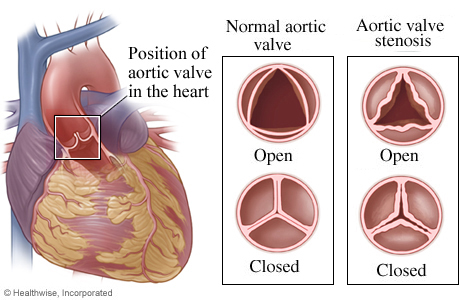 Position of
aortic valve
in the heart
Normal aortic
valve
Open
Closed
Aortic valve
stenosis
Open
Closed
© Healthwise, Incorporated